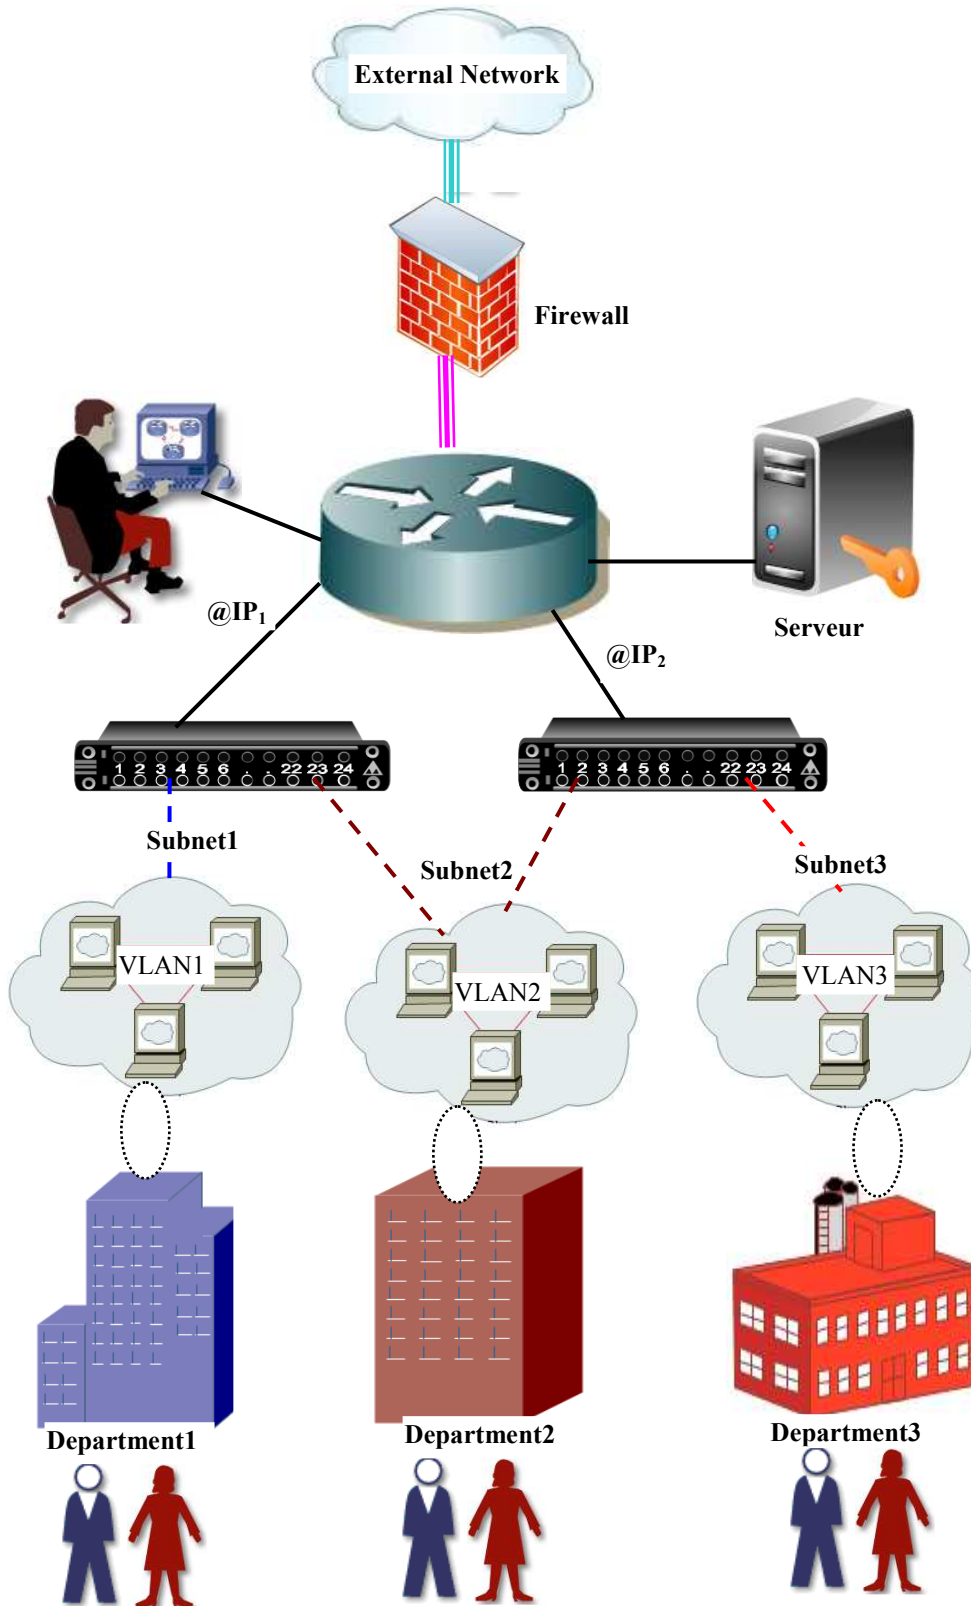 External Network
Firewall
@IP₁
Serveur
@IP₂
1 2 3 4 5 6 . . 22 23 24
1 2 3 4 5 6 . . 22 23 24
Subnet1
Subnet2
Subnet3
VLAN1
VLAN2
VLAN3
Department1
Department2
Department3